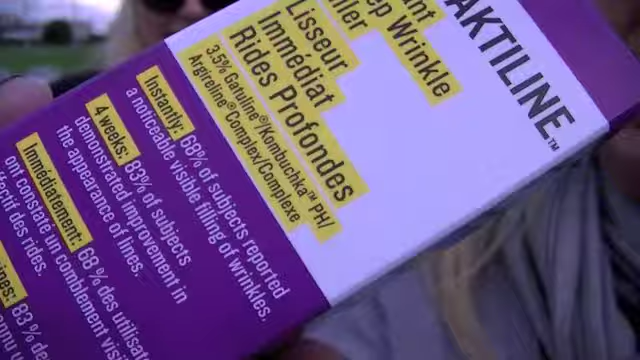 AKTILINE™
ep Wrinkle
Lisseur
Immédiat
Rides Profondes
3.5% Gatuline®/Kombuchka™ PH/
Argireline® Complex/Complexe
Instantly: 68% of subjects reported
a noticeable visible filling of wrinkles.
4 weeks: 83% of subjects
demonstrated improvement in
the appearance of lines.
Immédiatement: 68 % des utilisat
ont constaté un comblement visi
des rides.
83 % de